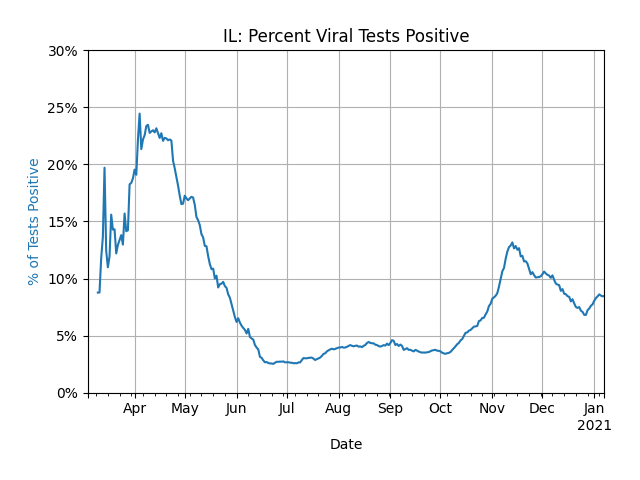 IL: Percent Viral Tests Positive
30%
25%
20%
15%
10%
5%
0%
% of Tests Positive
Apr May Jun Jul Aug Sep Oct Nov Dec Jan
2021
Date